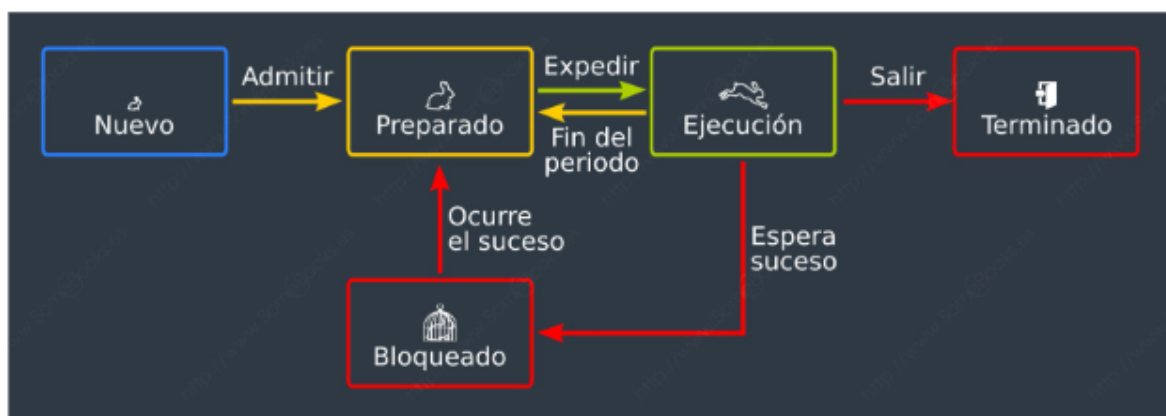 Admitir
Expedir
Salir
Nuevo
Preparado
Ejecución
Terminado
Fin del
periodo
Ocurre
el suceso
Espera
suceso
Bloqueado